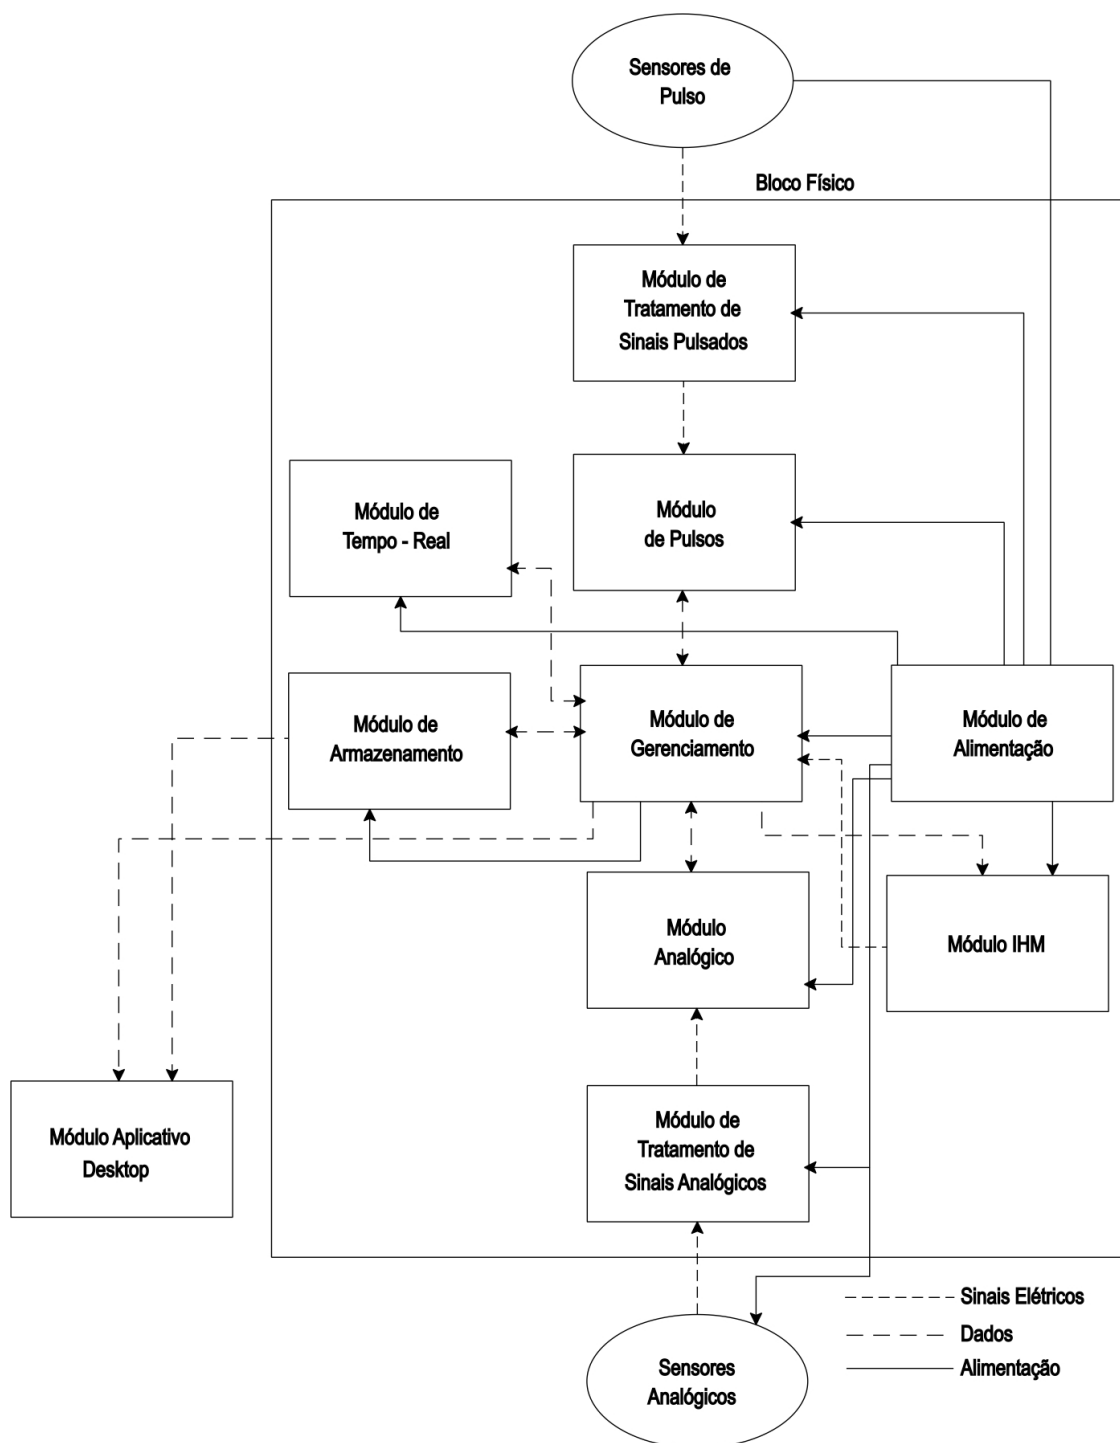 Sensores de
Pulso
Bloco Físico
Módulo de
Tratamento de
Sinais Pulsados
Módulo de
Tempo - Real
Módulo
de Pulsos
Módulo de
Armazenamento
Módulo de
Gerenciamento
Módulo de
Alimentação
Módulo
Analógico
Módulo IHM
Módulo Aplicativo
Desktop
Módulo de
Tratamento de
Sinais Analógicos
Sensores
Analógicos
Sinais Elétricos
Dados
Alimentação